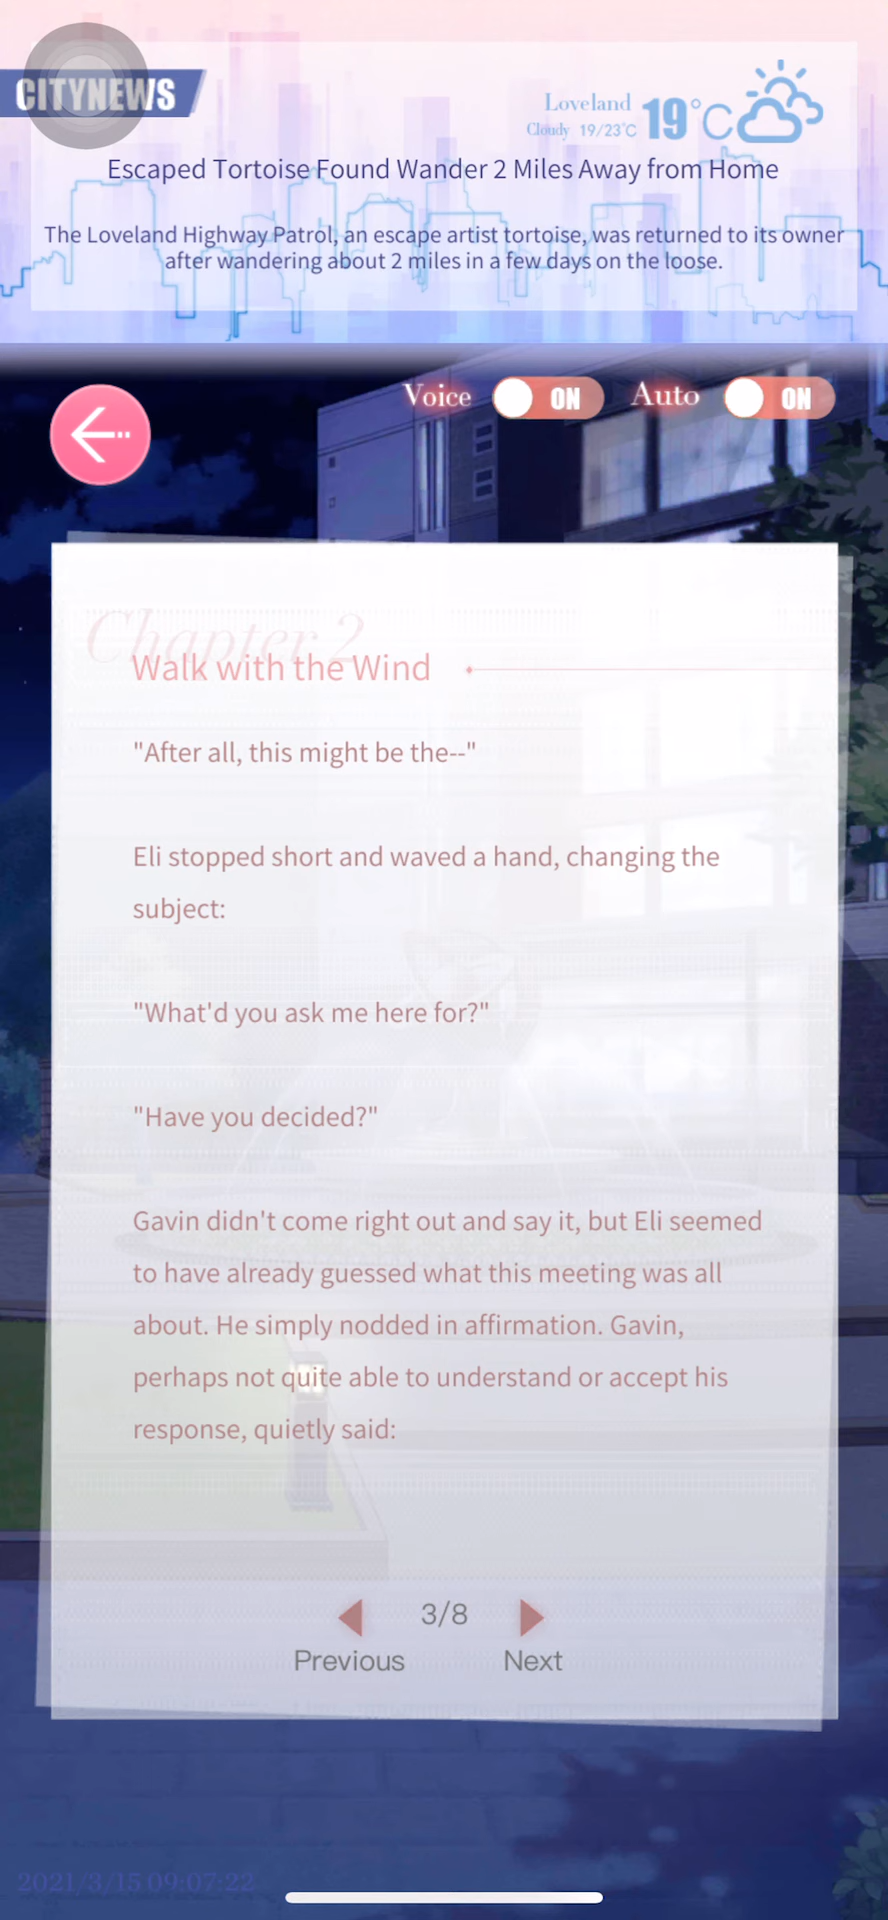 CITYNEWS
Loveland
Cloudy 19/23°C
19°C
Escaped Tortoise Found Wander 2 Miles Away from Home
The Loveland Highway Patrol, an escape artist tortoise, was returned to its owner
after wandering about 2 miles in a few days on the loose.
Voice ON Auto ON
Chapter 2
Walk with the Wind
"After all, this might be the--"
Eli stopped short and waved a hand, changing the
subject:
"What'd you ask me here for?"
"Have you decided?"
Gavin didn't come right out and say it, but Eli seemed
to have already guessed what this meeting was all
about. He simply nodded in affirmation. Gavin,
perhaps not quite able to understand or accept his
response, quietly said:
3/8
Previous Next
2021/3/15 09:07:22